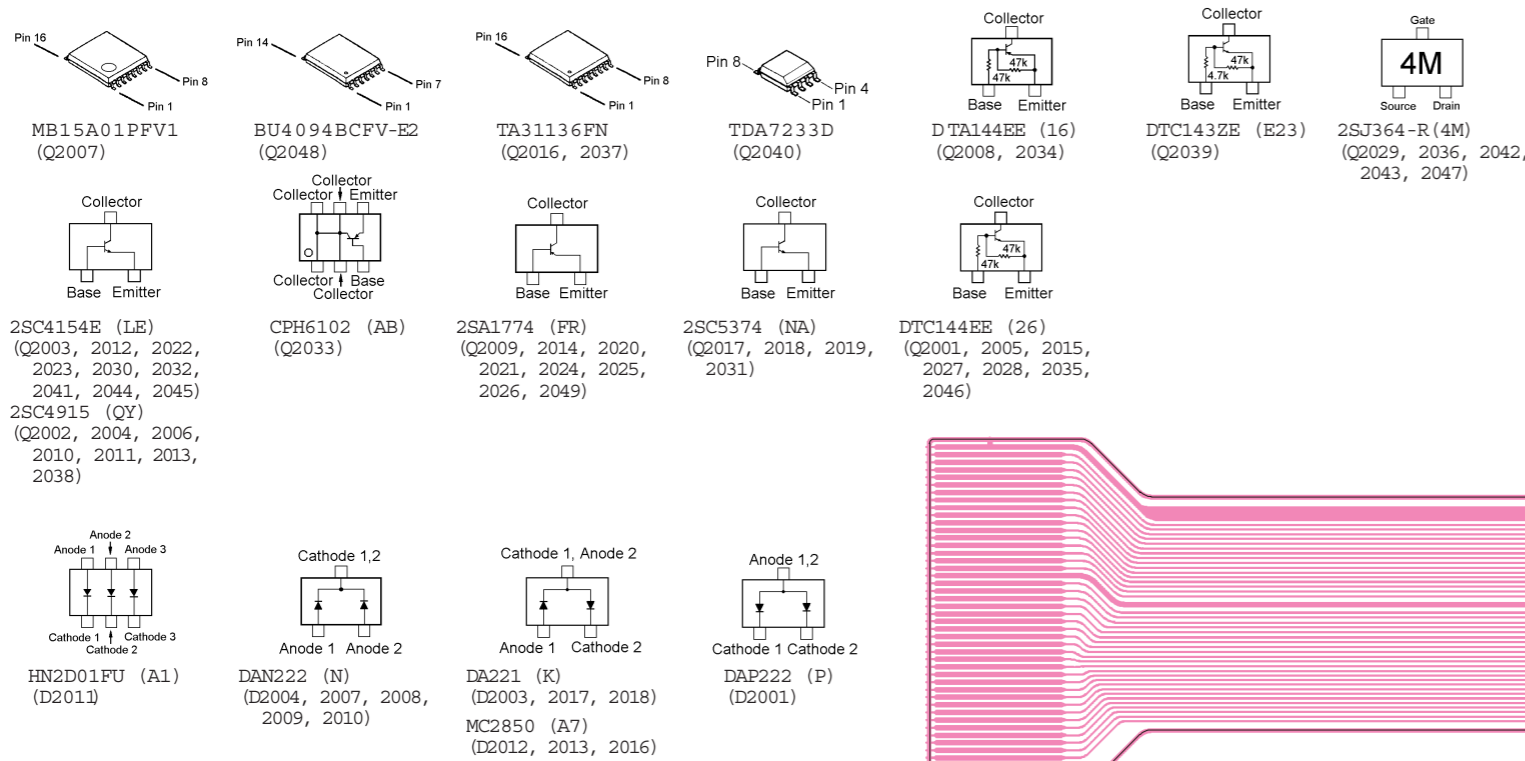 Pin 16
Pin 8
Pin 1
MB15A01PFV1
(Q2007)
Pin 14
Pin 7
Pin 1
BU4094BCFV-E2
(Q2048)
Pin 16
Pin 8
Pin 1
TA31136FN
(Q2016, 2037)
Pin 8
Pin 4
Pin 1
TDA7233D
(Q2040)
Collector
47k
47k
Base Emitter
DTA144EE (16)
(Q2008, 2034)
Collector
47k
4.7k
Base Emitter
DTC143ZE (E23)
(Q2039)
Gate
4M
Source Drain
2SJ364-R(4M)
(Q2029, 2036, 2042,
2043, 2047)
Collector
Base Emitter
2SC4154E (LE)
(Q2003, 2012, 2022,
2023, 2030, 2032,
2041, 2044, 2045)
2SC4915 (QY)
(Q2002, 2004, 2006,
2010, 2011, 2013,
2038)
Collector
Collector Emitter
Collector Base
Collector
CPH6102 (AB)
(Q2033)
Collector
Base Emitter
2SA1774 (FR)
(Q2009, 2014, 2020,
2021, 2024, 2025,
2026, 2049)
Collector
Base Emitter
2SC5374 (NA)
(Q2017, 2018, 2019,
2031)
Collector
47k
47k
Base Emitter
DTC144EE (26)
(Q2001, 2005, 2015,
2027, 2028, 2035,
2046)
Anode 2
Anode 1 Anode 3
Cathode 1 Cathode 3
Cathode 2
HN2D01FU (A1)
(D2011)
Cathode 1,2
Anode 1 Anode 2
DAN222 (N)
(D2004, 2007, 2008,
2009, 2010)
Cathode 1, Anode 2
Anode 1 Cathode 2
DA221 (K)
(D2003, 2017, 2018)
MC2850 (A7)
(D2012, 2013, 2016)
Anode 1,2
Cathode 1 Cathode 2
DAP222 (P)
(D2001)